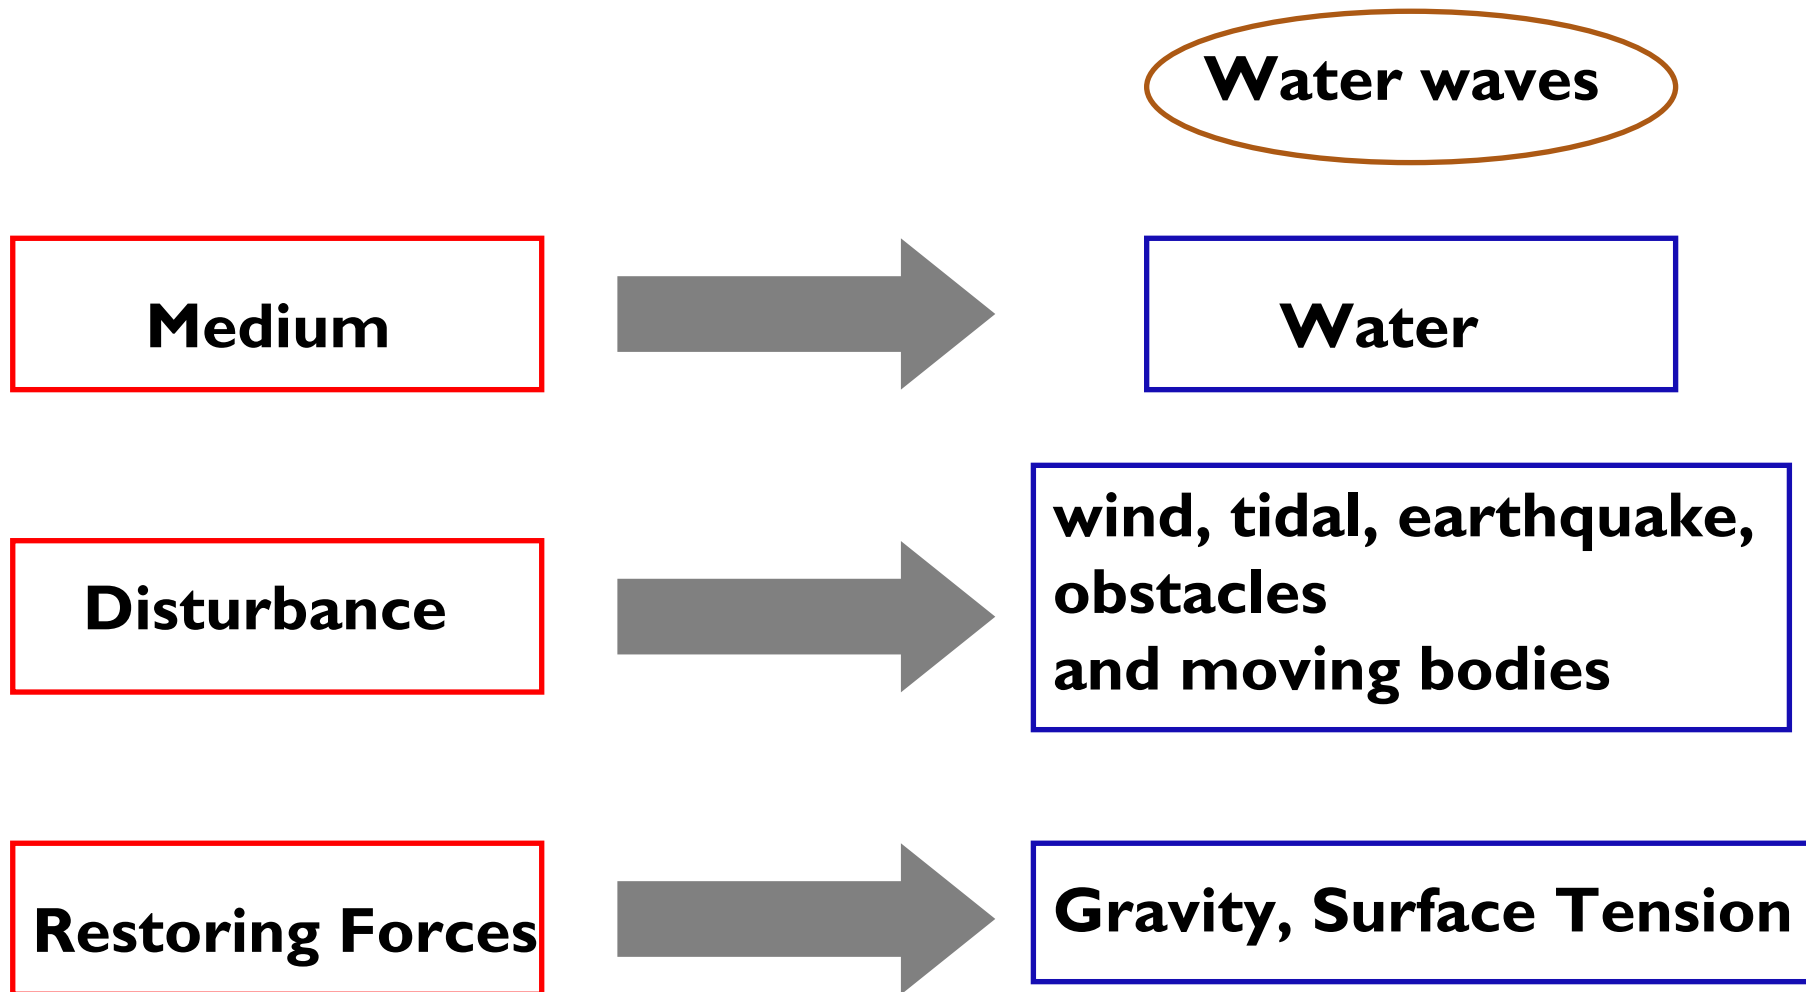 Water waves
Medium
Water
Disturbance
wind, tidal, earthquake,
obstacles
and moving bodies
Restoring Forces
Gravity, Surface Tension